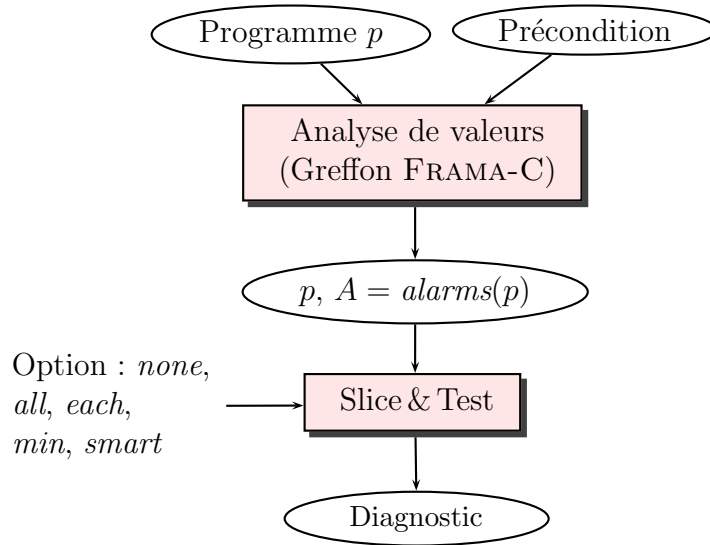 Programme p
Précondition
Analyse de valeurs
(Greffon FRAMA-C)
p, A = alarms(p)
Option : none,
all, each,
min, smart
Slice & Test
Diagnostic